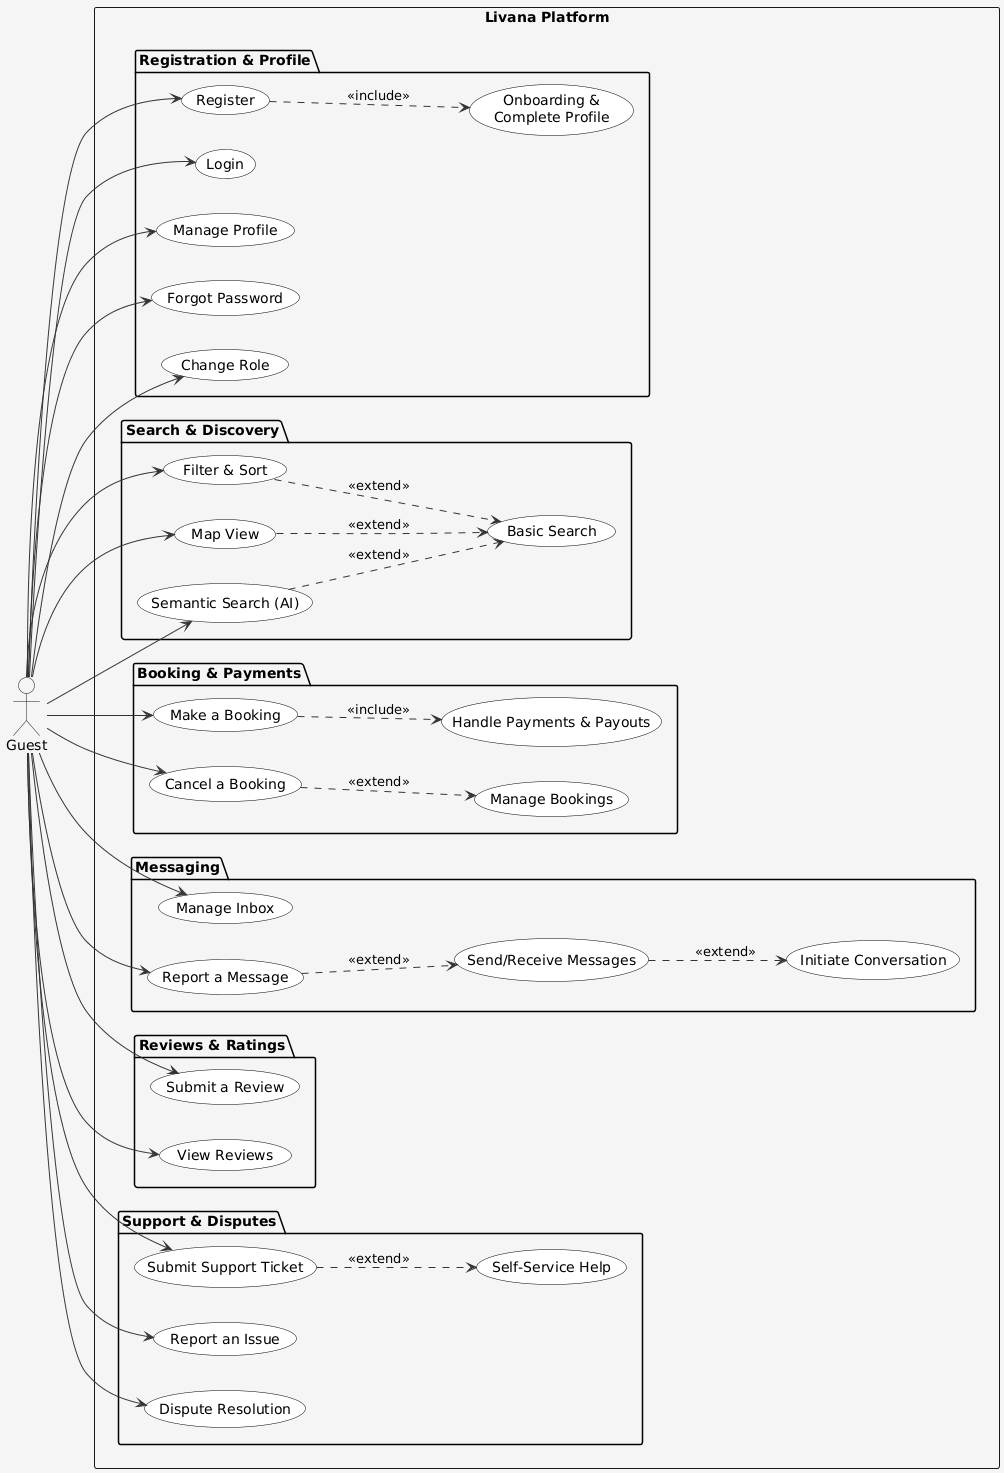 Livana Platform
Registration & Profile
Register
«include»
Onboarding &
Complete Profile
Login
Manage Profile
Forgot Password
Change Role
Search & Discovery
Filter & Sort
«extend»
Map View
«extend»
Basic Search
«extend»
Semantic Search (AI)
Guest
Booking & Payments
Make a Booking
«include»
Handle Payments & Payouts
Cancel a Booking
«extend»
Manage Bookings
Messaging
Manage Inbox
Report a Message
«extend»
Send/Receive Messages
«extend»
Initiate Conversation
Reviews & Ratings
Submit a Review
View Reviews
Support & Disputes
Submit Support Ticket
«extend»
Self-Service Help
Report an Issue
Dispute Resolution